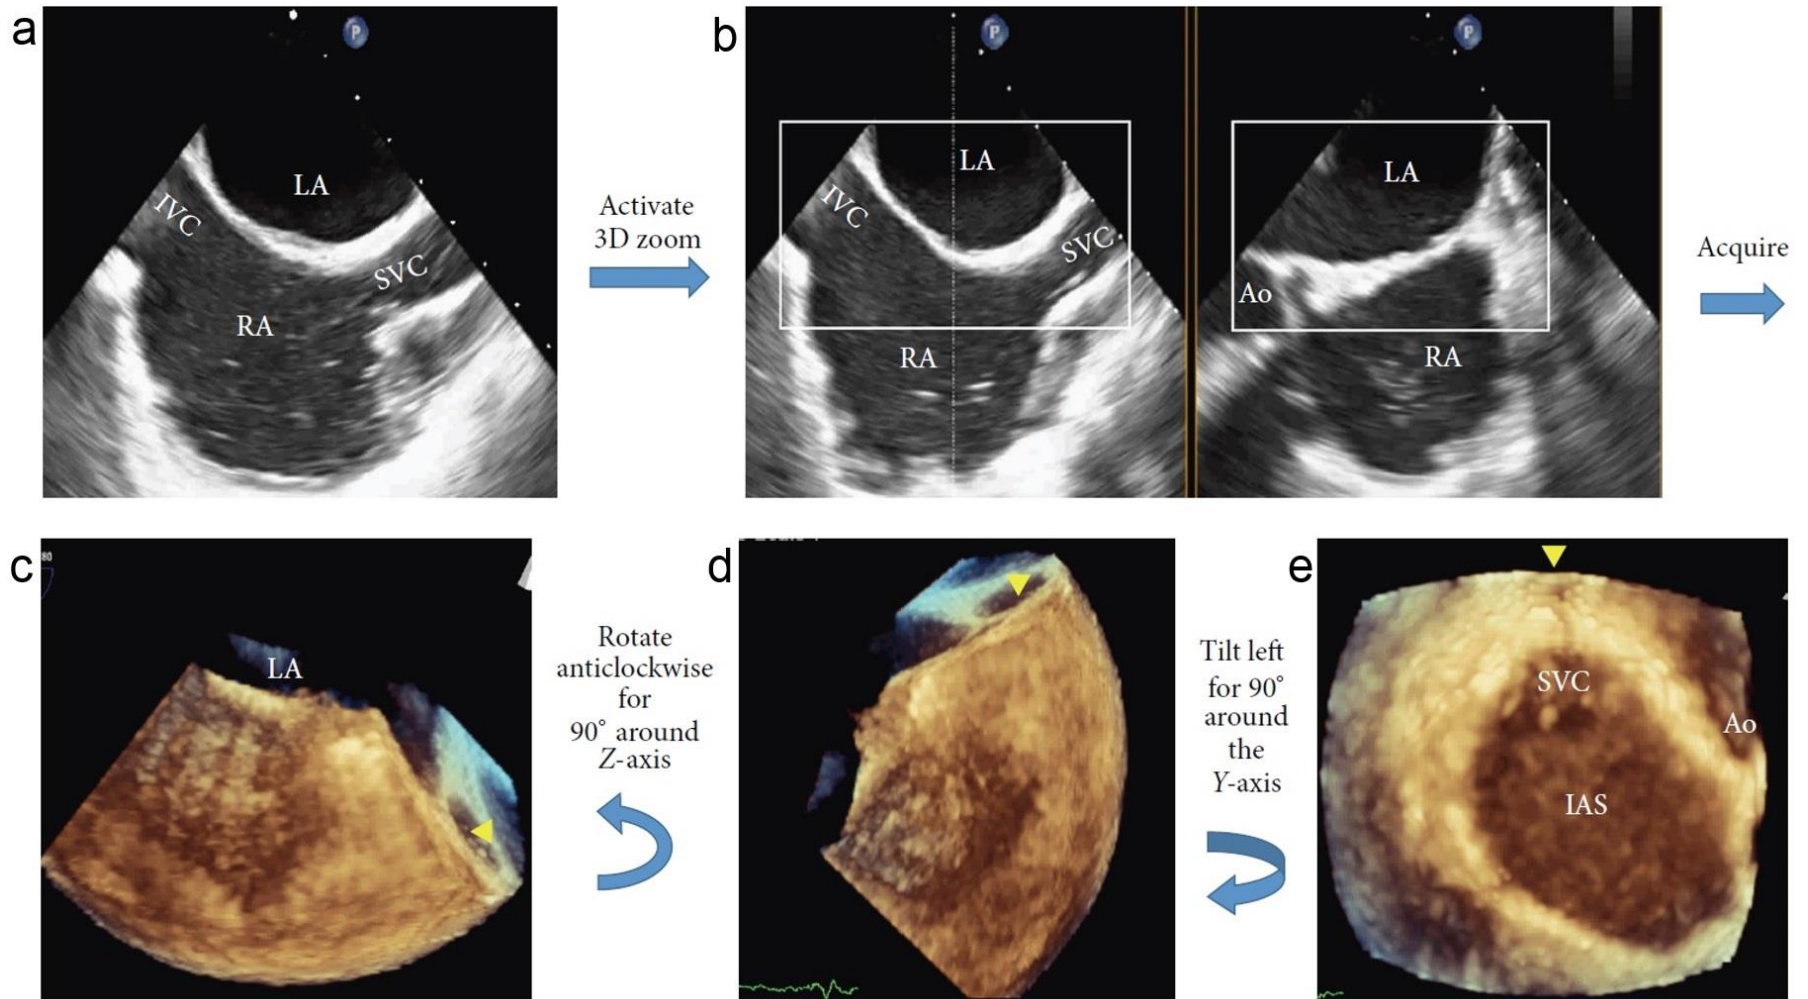 a
P
LA
IVC
SVC
RA
Activate
3D zoom
b
P
LA
IVC
SVC
RA
P
LA
Ao
RA
Acquire
c
80
LA
Rotate
anticlockwise
for
90° around
Z-axis
d
Tilt left
for 90°
around
the
Y-axis
e
SVC
Ao
IAS